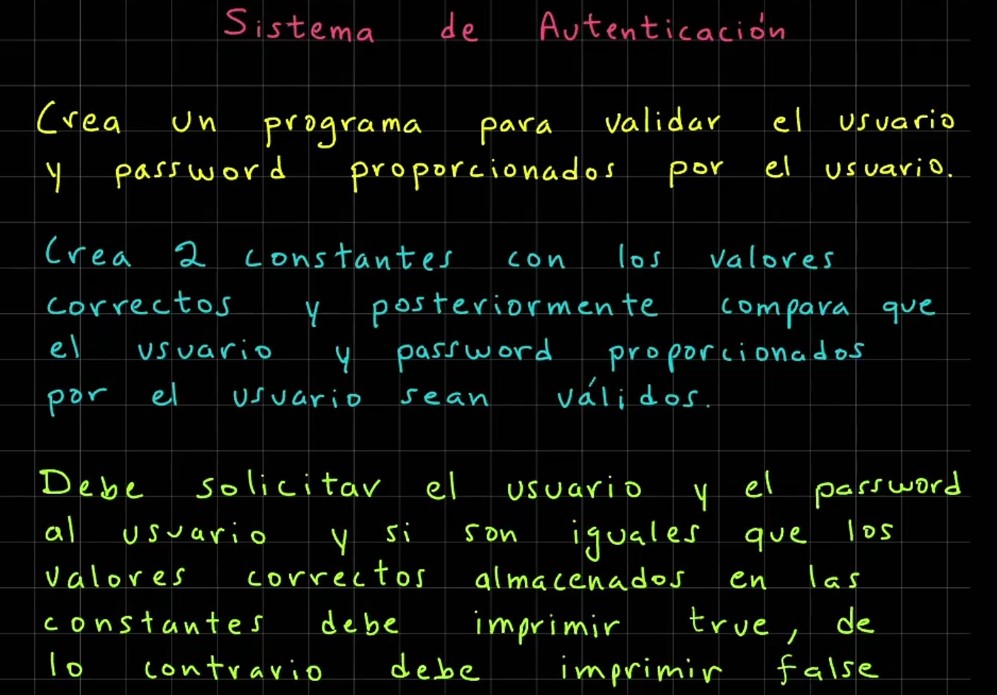 Sistema de Autenticación
Crea un programa para validar el usuario
y password proporcionados por el usuario.
Crea 2 constantes con los valores
correctos y posteriormente compara que
el usuario y password proporcionados
por el usuario sean válidos.
Debe solicitar el usuario y el password
al usuario y si son iguales que los
valores correctos almacenados en las
constantes debe imprimir true, de
lo contrario debe imprimir false